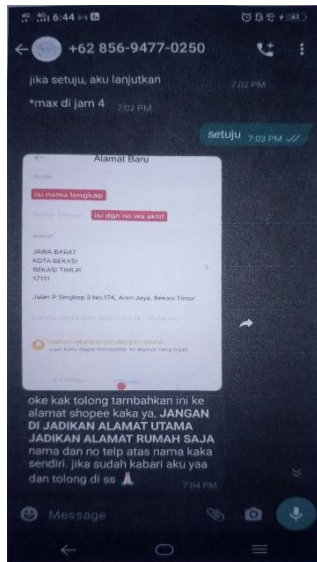 6:44
43
+62 856-9477-0250
jika setuju, aku lanjutkan
7:02 PM
*max di jam 4
7:02 PM
setuju
7:03 PM
Alamat Baru
isi nama lengkap
isi dgn no wa aktif
Alamat
JAWA BARAT
KOTA BEKASI
BEKASI TIMUR
17111
Jalan P Singkep II No.174, Aren Jaya, Bekasi Timur
oke kak tolong tambahkan ini ke
alamat shopee kaka ya, JANGAN
DI JADIKAN ALAMAT UTAMA
JADIKAN ALAMAT RUMAH SAJA
nama dan no telp atas nama kaka
sendiri. jika sudah kabari aku yaa
dan tolong di ss 🙏
7:04 PM
Message